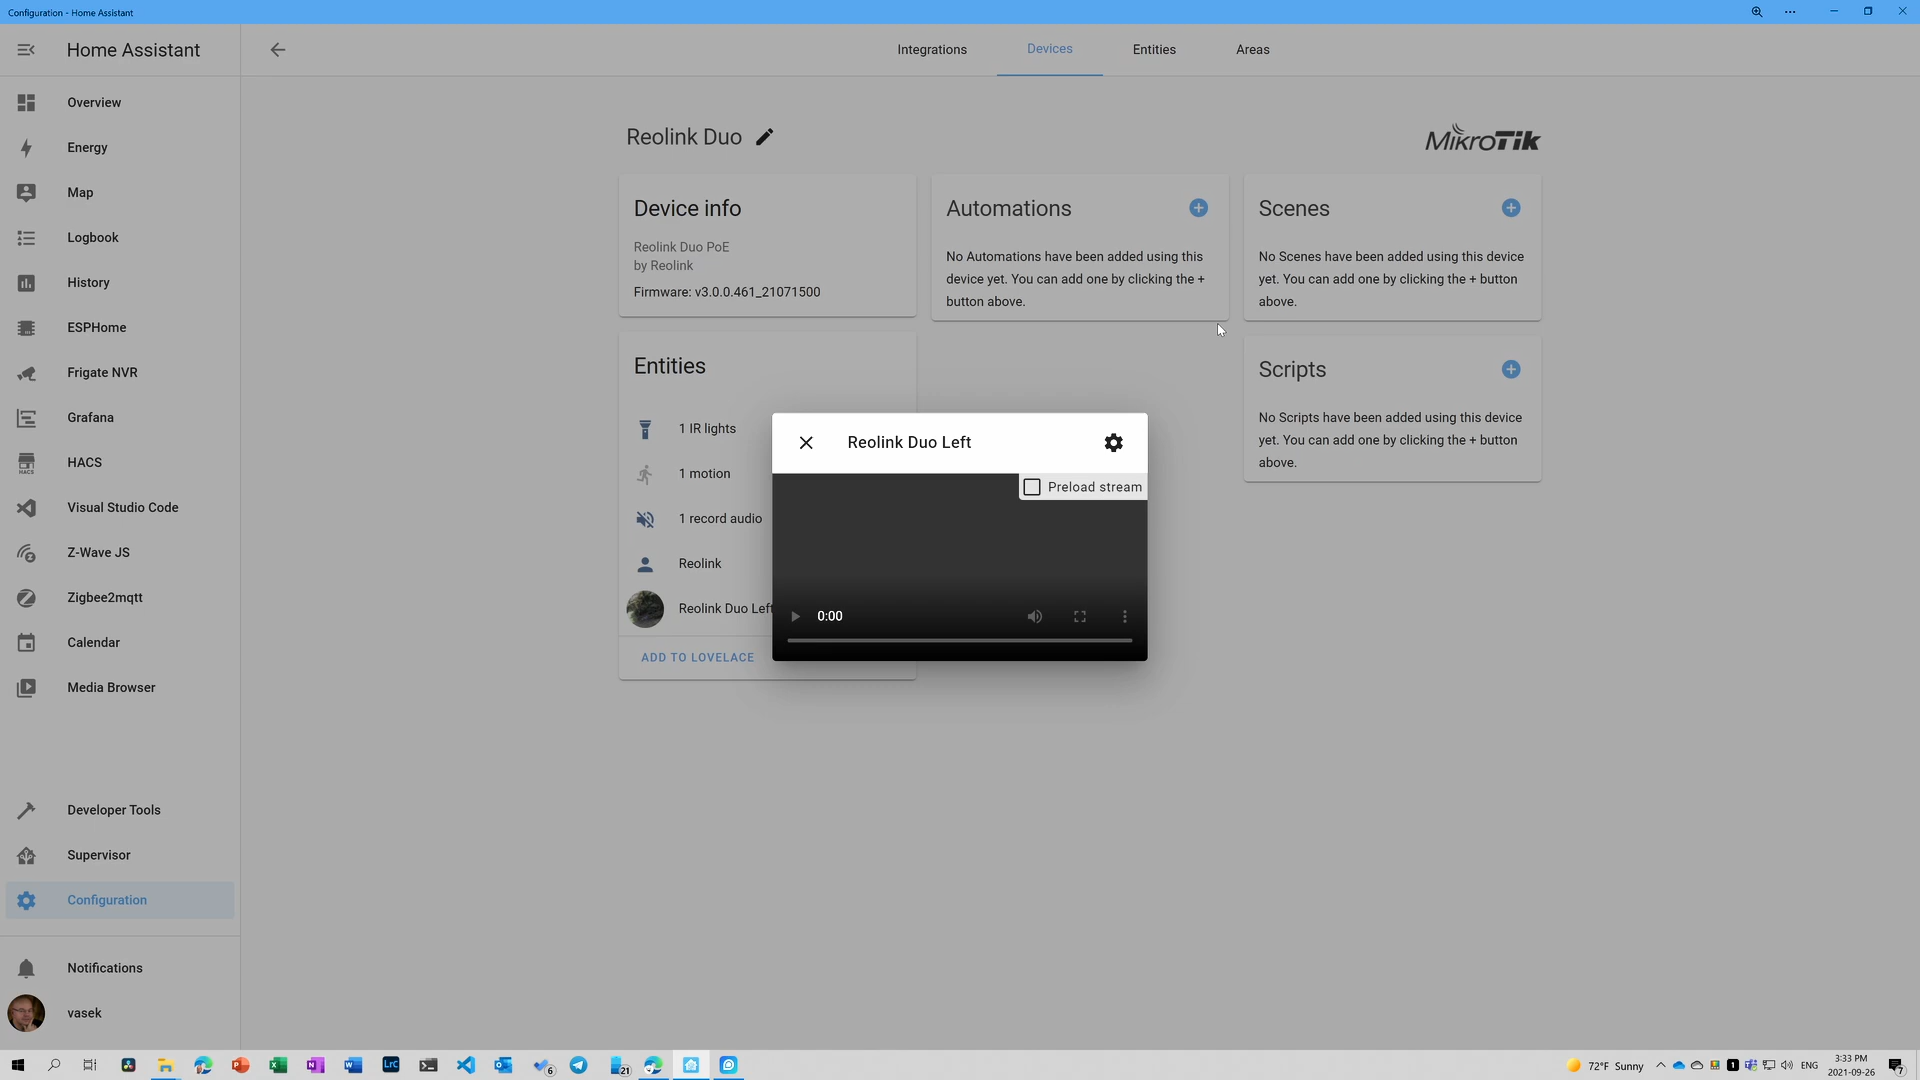 Configuration - Home Assistant
Home Assistant
Integrations
Devices
Entities
Areas
Overview
Energy
Map
Logbook
History
ESPHome
Frigate NVR
Grafana
HACS
HACS
Visual Studio Code
Z-Wave JS
Zigbee2mqtt
Calendar
Media Browser
Developer Tools
Supervisor
Configuration
Notifications
vasek
Reolink Duo
MikroTik
Device info
Reolink Duo PoE
by Reolink
Firmware: v3.0.0.461_21071500
Automations
No Automations have been added using this
device yet. You can add one by clicking the +
button above.
Scenes
No Scenes have been added using this device
yet. You can add one by clicking the + button
above.
Scripts
No Scripts have been added using this device
yet. You can add one by clicking the + button
above.
Entities
1 IR lights
1 motion
1 record audio
Reolink
Reolink Duo Left
ADD TO LOVELACE
Reolink Duo Left
Preload stream
0:00
LrC
6
21
72°F Sunny
1
ENG
3:33 PM
2021-09-26
7